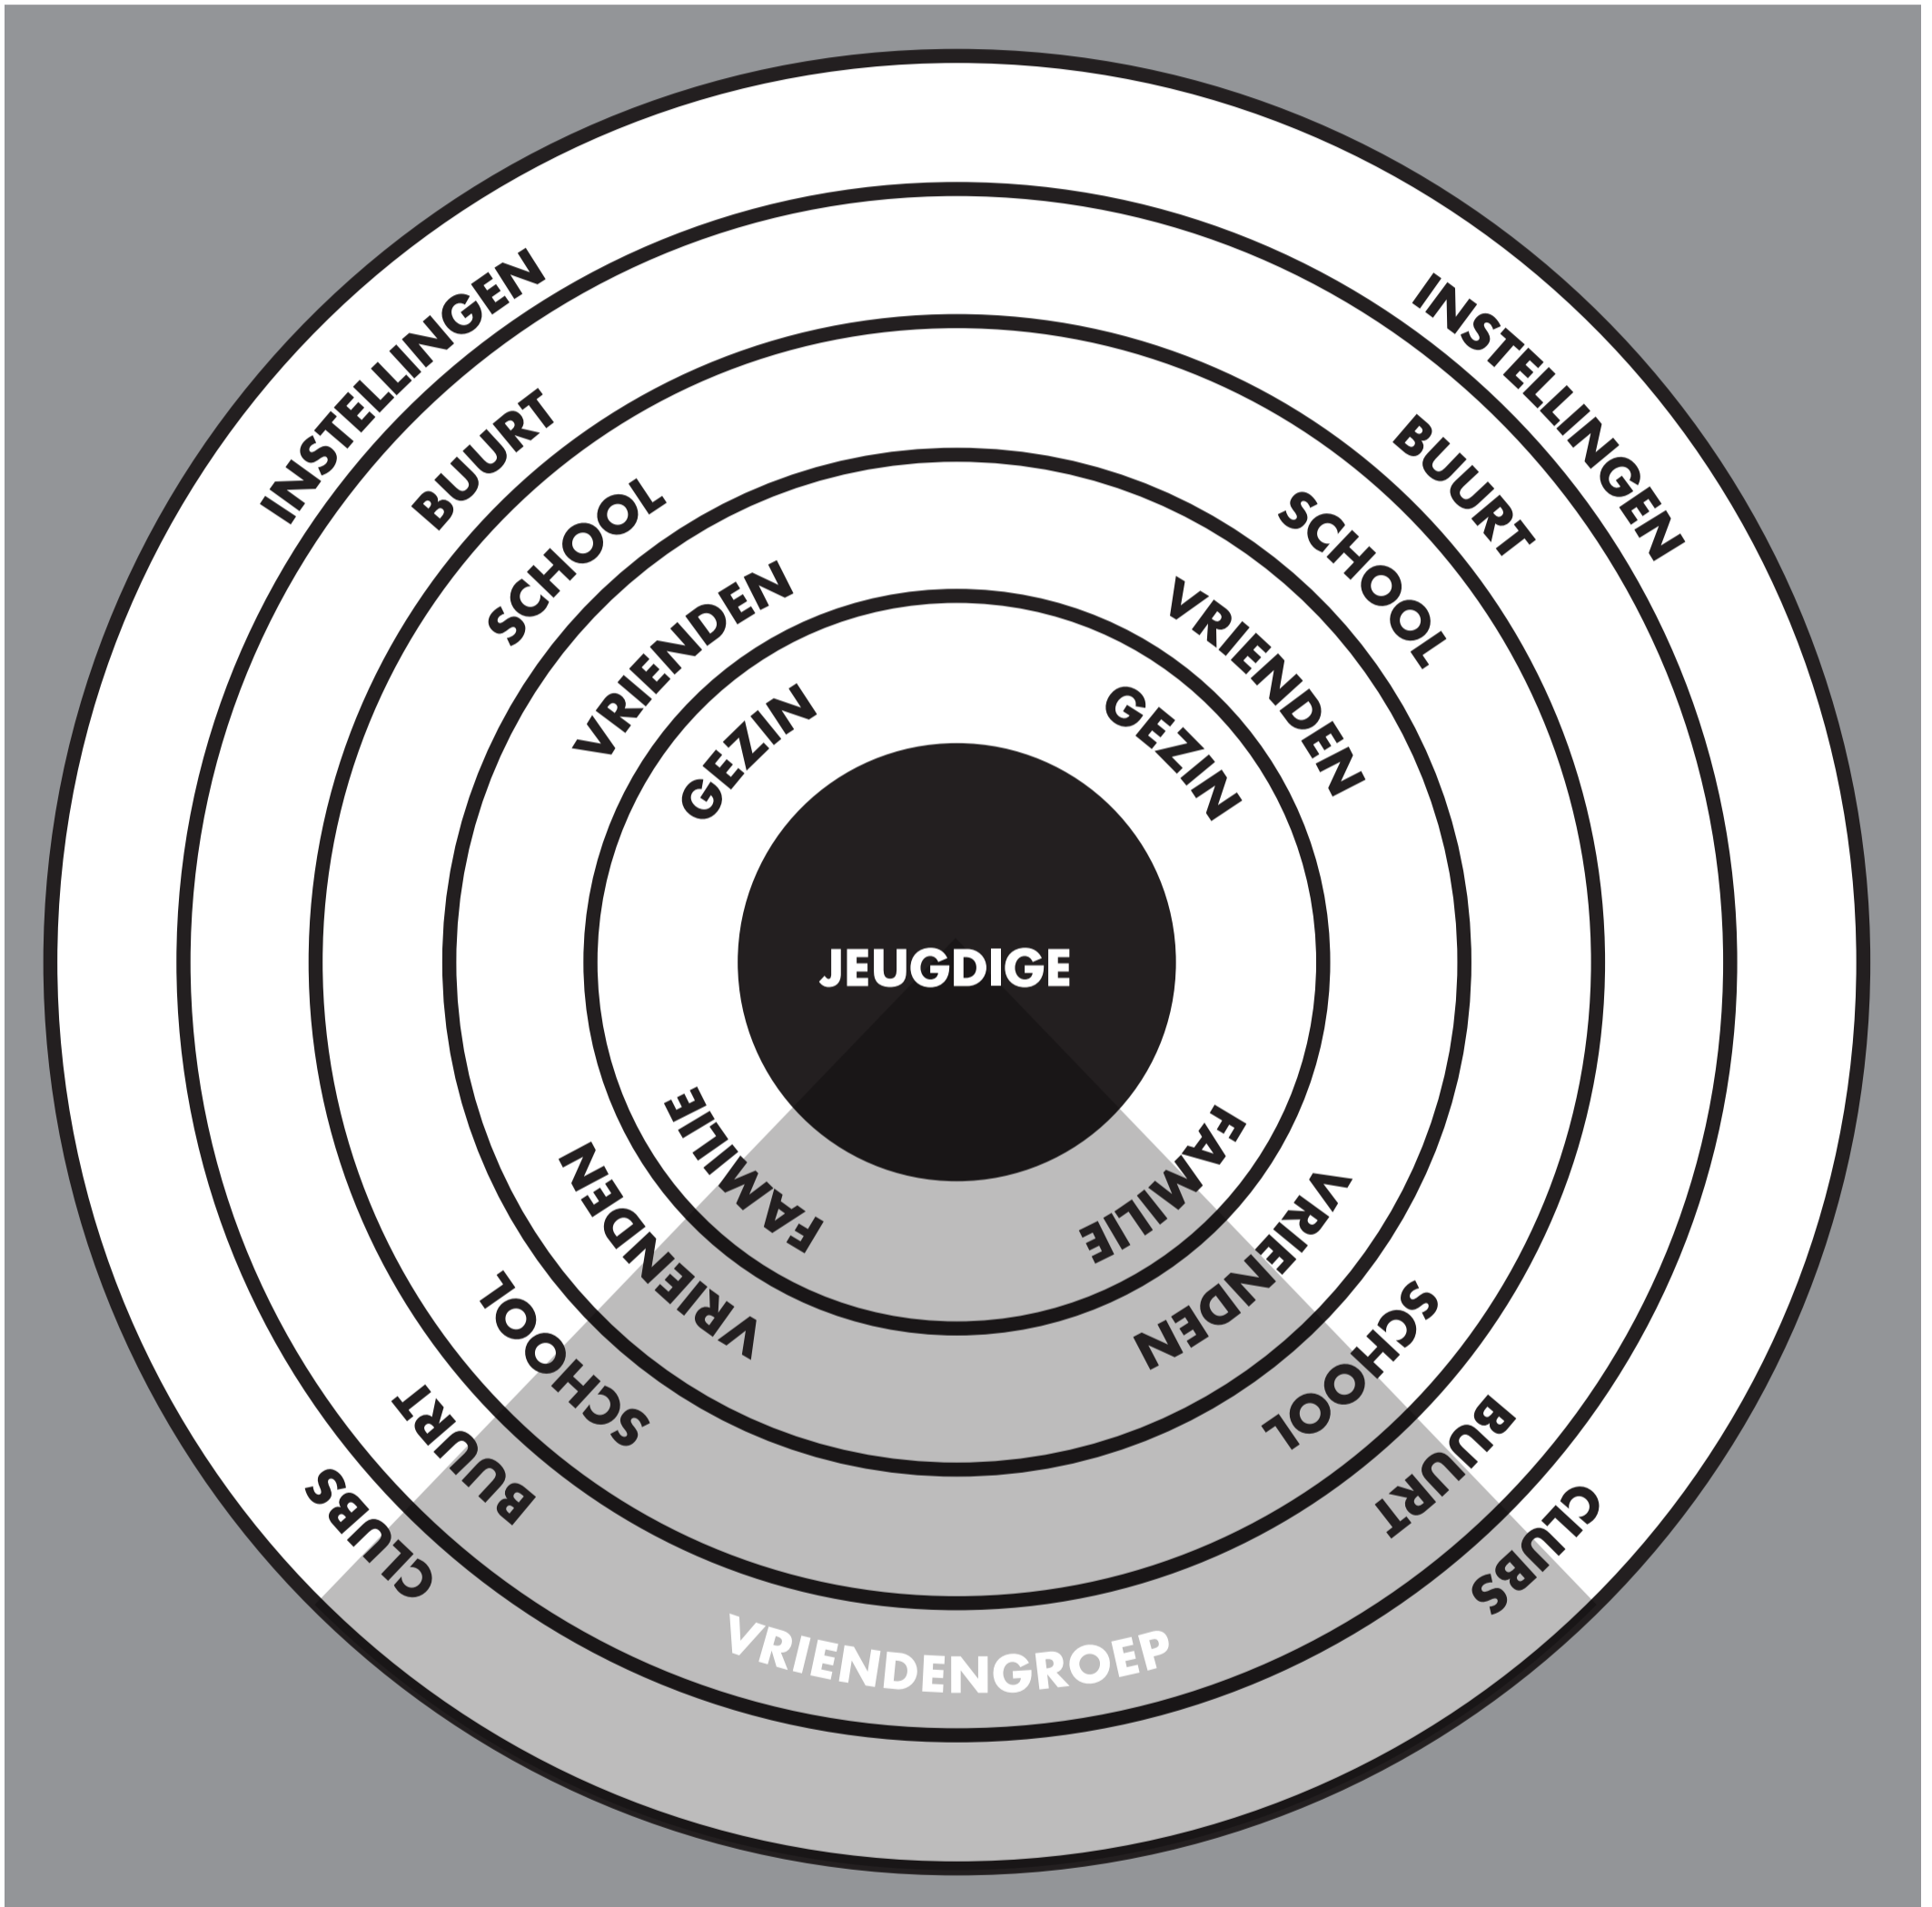 INSTELLINGEN
INSTELLINGEN
BUURT
BUURT
SCHOOL
SCHOOL
VRIENDEN
VRIENDEN
GEZIN
GEZIN
JEUGDIGE
FAMILIE
FAMILIE
VRIENDEN
VRIENDEN
SCHOOL
SCHOOL
BUURT
BUURT
CLUBS
CLUBS
VRIENDENGROEP